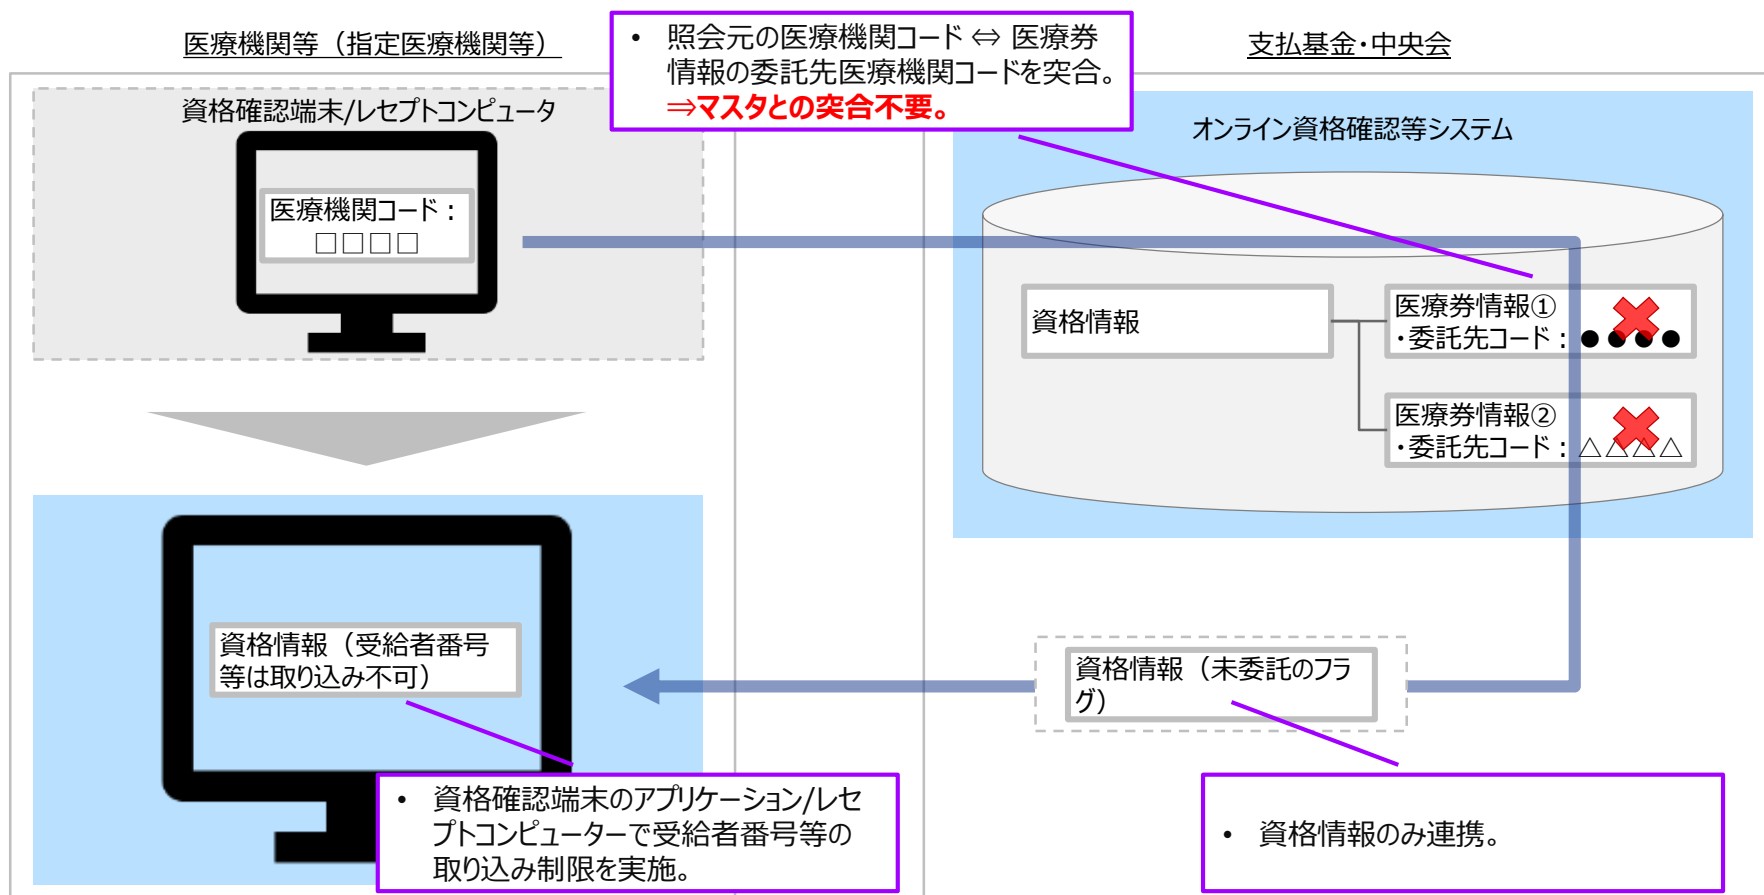 医療機関等（指定医療機関等）
支払基金・中央会
• 照会元の医療機関コード ⇔ 医療券
情報の委託先医療機関コードを突合。
⇒マスタとの突合不要。
資格確認端末/レセプトコンピュータ
医療機関コード：
□□□□
オンライン資格確認等システム
資格情報
医療券情報①
・委託先コード：●●●●
医療券情報②
・委託先コード：△△△△
資格情報（受給者番号
等は取り込み不可）
資格情報（未委託のフラ
グ）
• 資格確認端末のアプリケーション/レセ
プトコンピューターで受給者番号等の
取り込み制限を実施。
• 資格情報のみ連携。